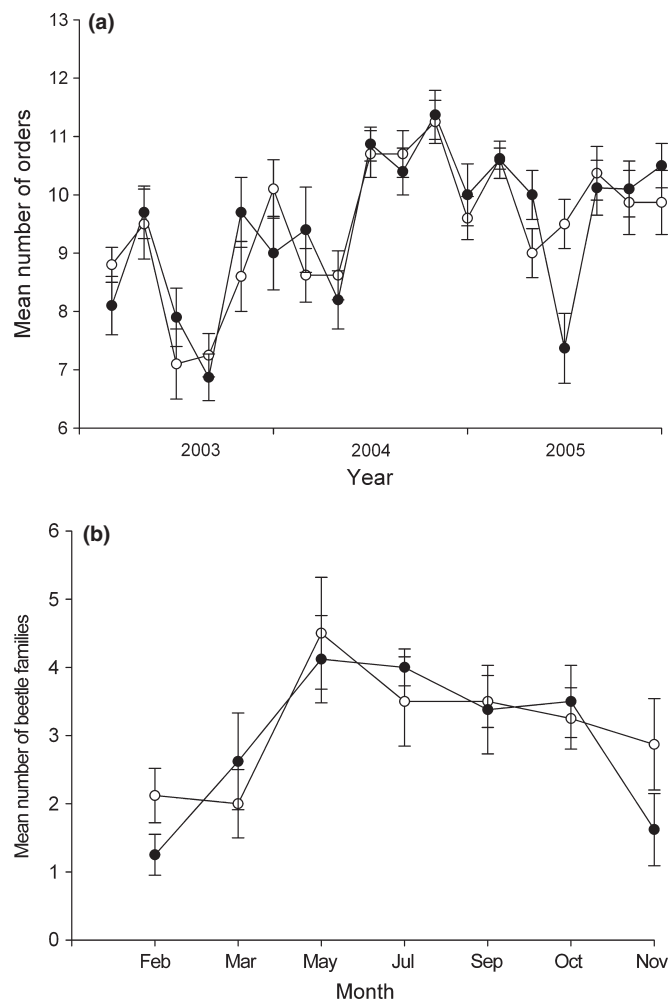 (a)
13
12
11
10
9
8
7
6
Mean number of orders
2003 2004 2005
Year
(b)
6
5
4
3
2
1
0
Mean number of beetle families
Feb Mar May Jul Sep Oct Nov
Month